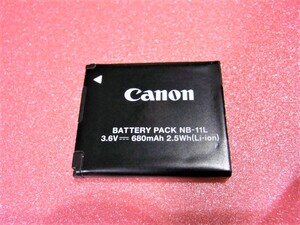 Canon
BATTERY PACK NB-11L
3.6V⎓680mAh 2.5Wh(Li-ion)